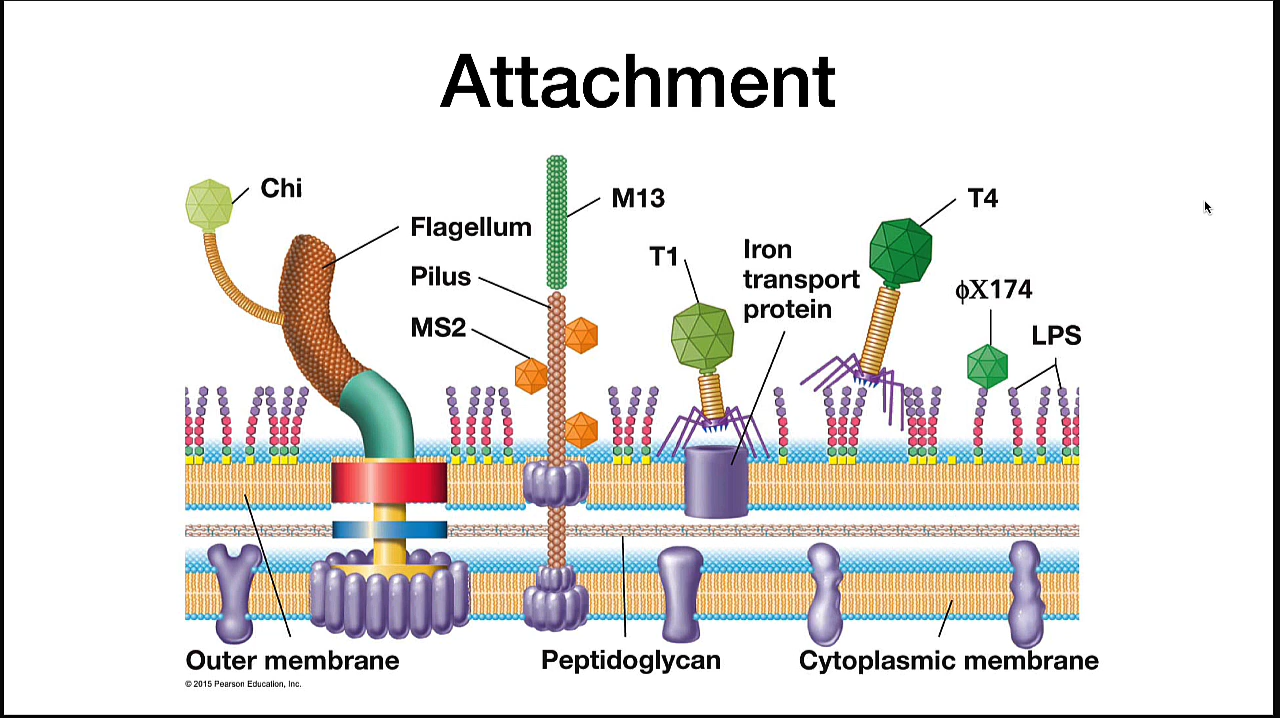 Attachment
Chi
M13
T4
Flagellum
T1
Iron
transport
protein
Pilus
ϕX174
MS2
LPS
Outer membrane
Peptidoglycan
Cytoplasmic membrane
© 2015 Pearson Education, Inc.